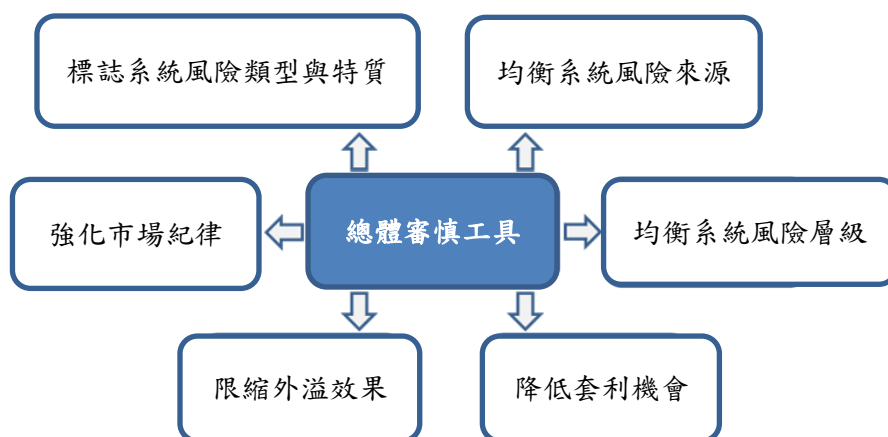 標誌系統風險類型與特質
均衡系統風險來源
強化市場紀律
總體審慎工具
均衡系統風險層級
限縮外溢效果
降低套利機會